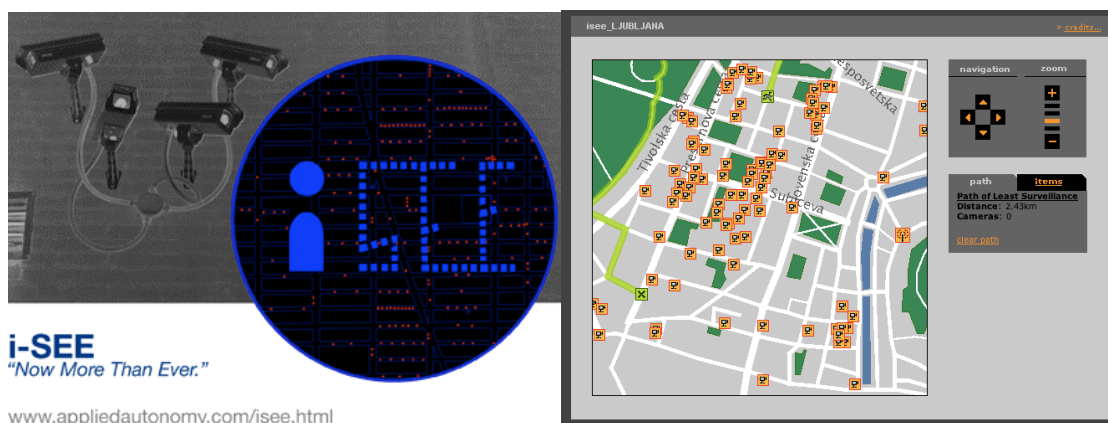 i-SEE
"Now More Than Ever."
www.appliedautonomy.com/isee.html
isee_LJUBLJANA
> credits...
Tivolska cesta
Slovenska c
Subiceva
navigation
zoom
path
items
Path of Least Surveillance
Distance: 2.43km
Cameras: 0
clear path